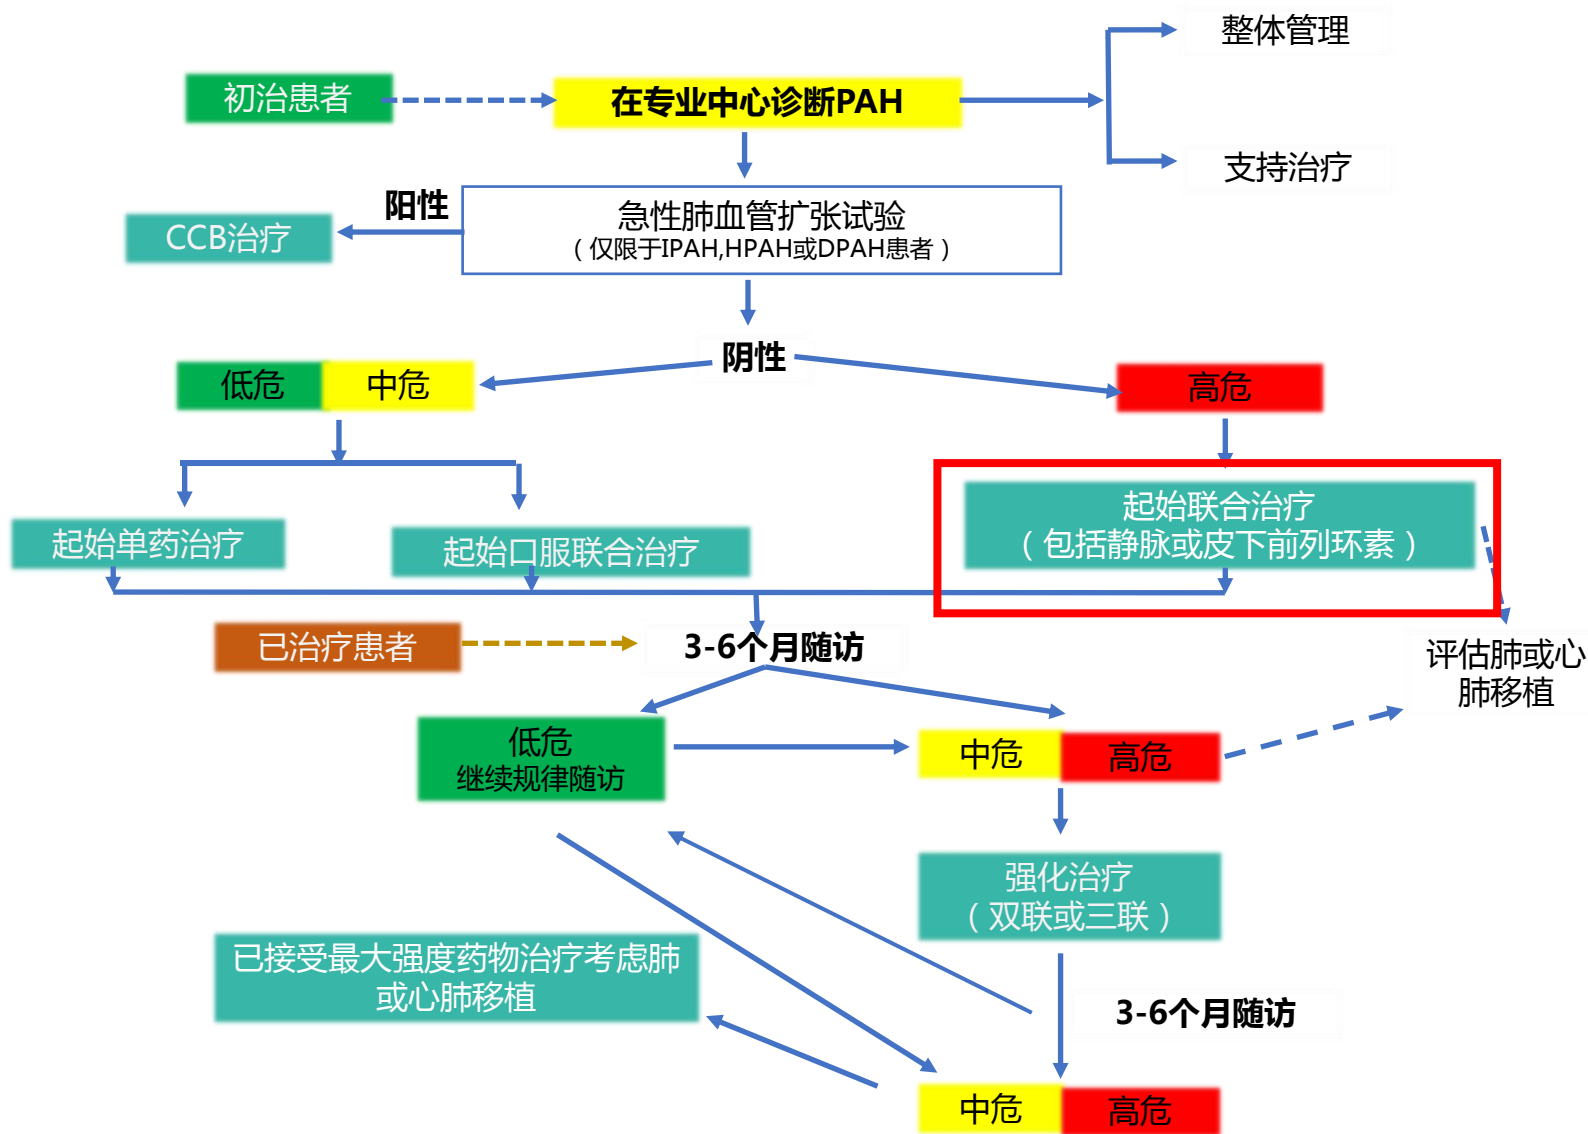 整体管理
初治患者
在专业中心诊断PAH
支持治疗
阳性
急性肺血管扩张试验
（仅限于IPAH,HPAH或DPAH患者）
CCB治疗
阴性
低危
中危
高危
起始单药治疗
起始口服联合治疗
起始联合治疗
（包括静脉或皮下前列环素）
已治疗患者
3-6个月随访
评估肺或心
肺移植
低危
继续规律随访
中危
高危
强化治疗
（双联或三联）
已接受最大强度药物治疗考虑肺
或心肺移植
3-6个月随访
中危
高危